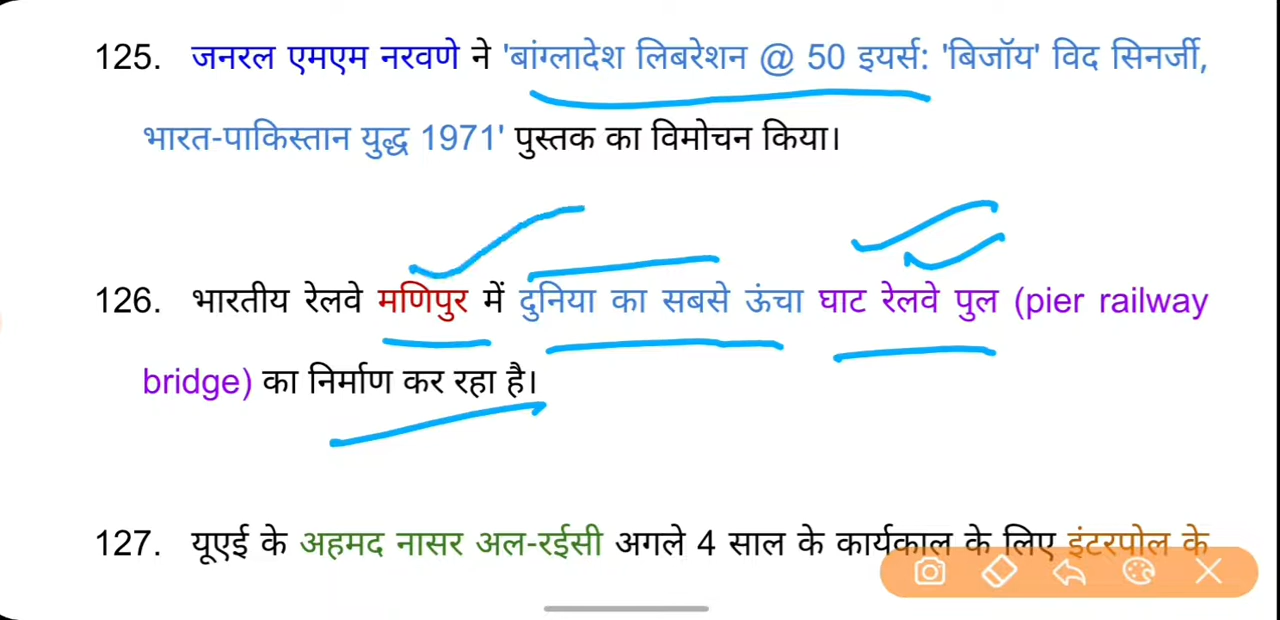 125. जनरल एमएम नरवणे ने 'बांग्लादेश लिबरेशन @ 50 इयर्स: 'बिजॉय' विद सिनर्जी,
भारत-पाकिस्तान युद्ध 1971' पुस्तक का विमोचन किया।
126. भारतीय रेलवे मणिपुर में दुनिया का सबसे ऊंचा घाट रेलवे पुल (pier railway
bridge) का निर्माण कर रहा है।
127. यूएई के अहमद नासर अल-रईसी अगले 4 साल के कार्यकाल के लिए इंटरपोल के